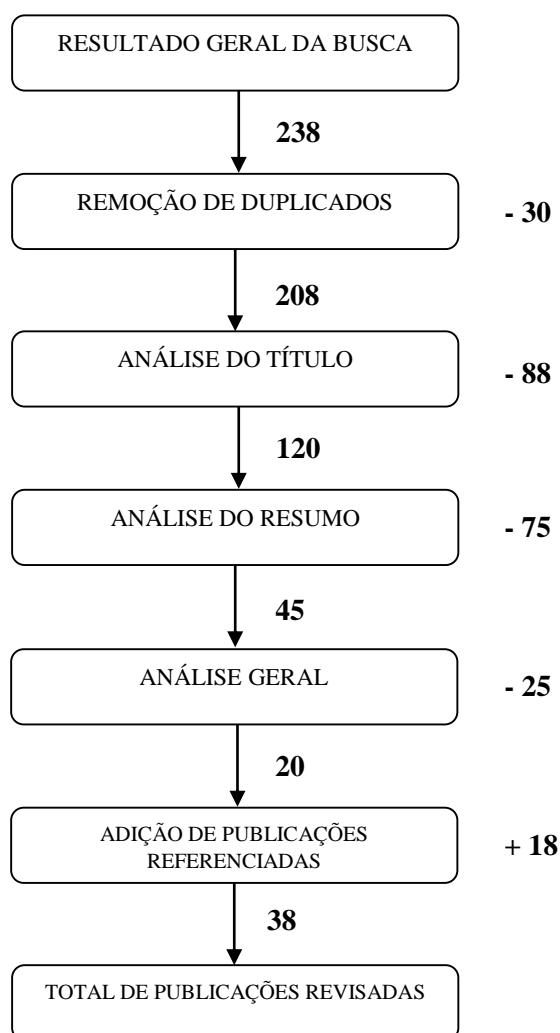 RESULTADO GERAL DA BUSCA
238
REMOÇÃO DE DUPLICADOS
- 30
208
ANÁLISE DO TÍTULO
- 88
120
ANÁLISE DO RESUMO
- 75
45
ANÁLISE GERAL
- 25
20
ADIÇÃO DE PUBLICAÇÕES
REFERENCIADAS
+ 18
38
TOTAL DE PUBLICAÇÕES REVISADAS